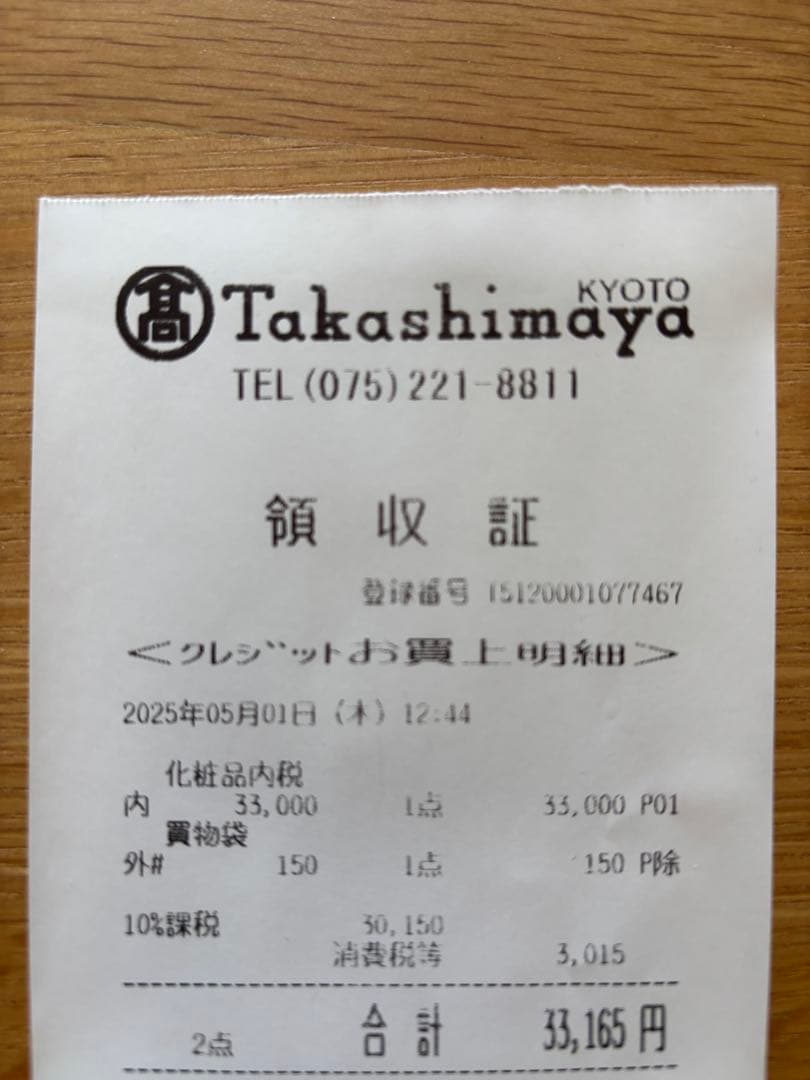 髙 Takashimaya KYOTO
TEL (075) 221-8811
領 収 証
登録番号 T5120001077467
<クレジットお買上明細>
2025年05月01日 (木) 12:44
化粧品内税
内 33,000 1点 33,000 P01
買物袋
外# 150 1点 150 P除
10%課税 30,150
消費税等 3,015
2点 合 計 33,165 円